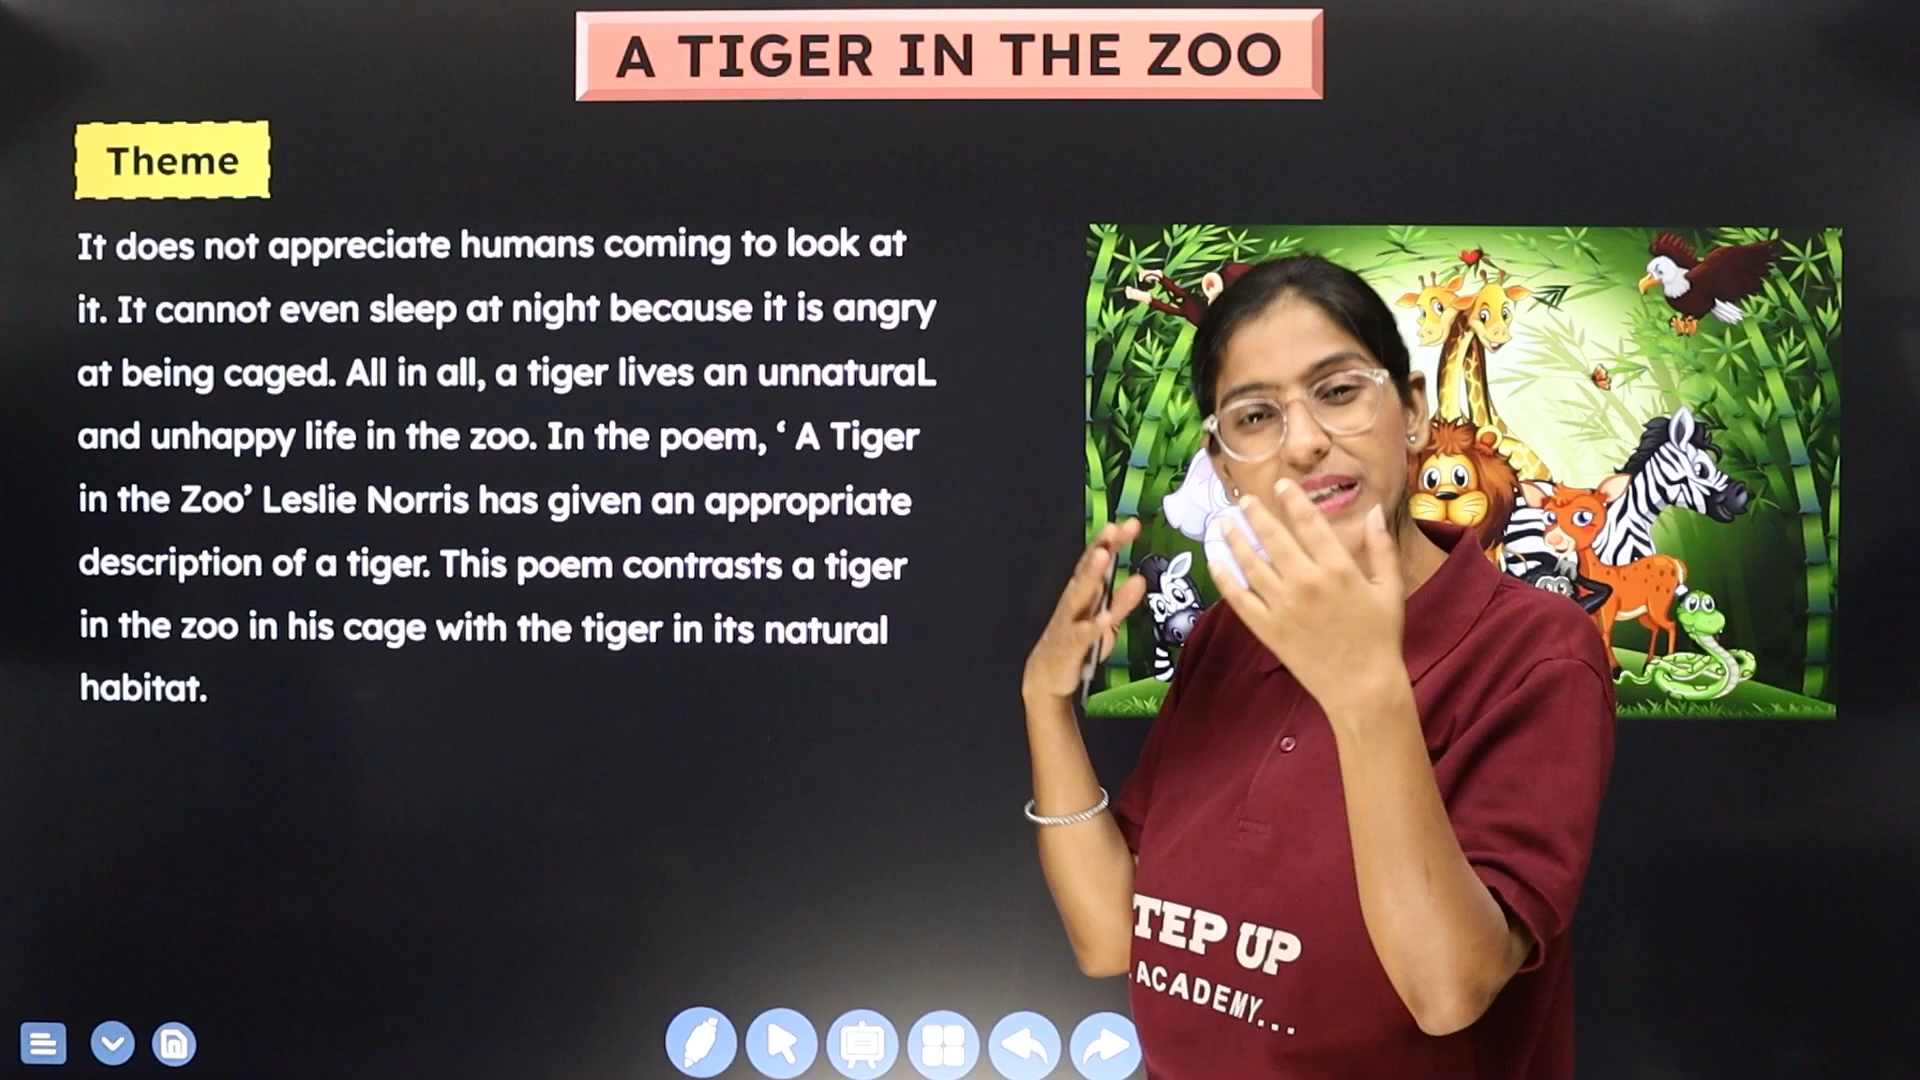 A TIGER IN THE ZOO
Theme
It does not appreciate humans coming to look at
it. It cannot even sleep at night because it is angry
at being caged. All in all, a tiger lives an unnaturaL
and unhappy life in the zoo. In the poem, ‘ A Tiger
in the Zoo’ Leslie Norris has given an appropriate
description of a tiger. This poem contrasts a tiger
in the zoo in his cage with the tiger in its natural
habitat.
TEP UP
ACADEMY...